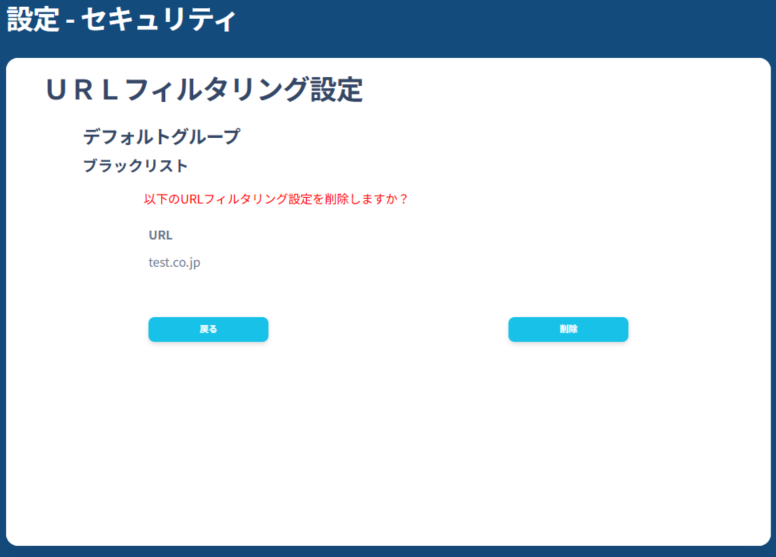 設定 - セキュリティ
ＵＲＬフィルタリング設定
デフォルトグループ
ブラックリスト
以下のURLフィルタリング設定を削除しますか？
URL
test.co.jp
戻る
削除